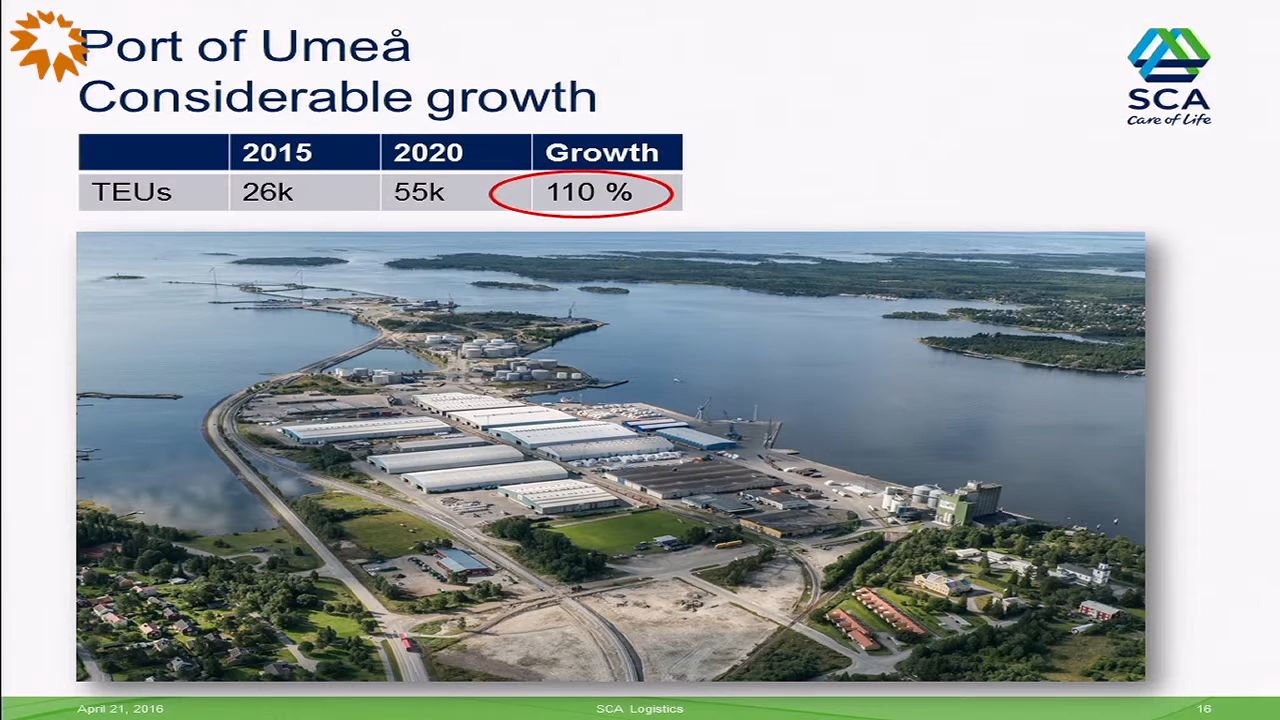 Port of Umeå
Considerable growth
SCA
Care of Life
2015 2020 Growth
TEUs 26k 55k 110 %
April 21, 2016 SCA Logistics 16